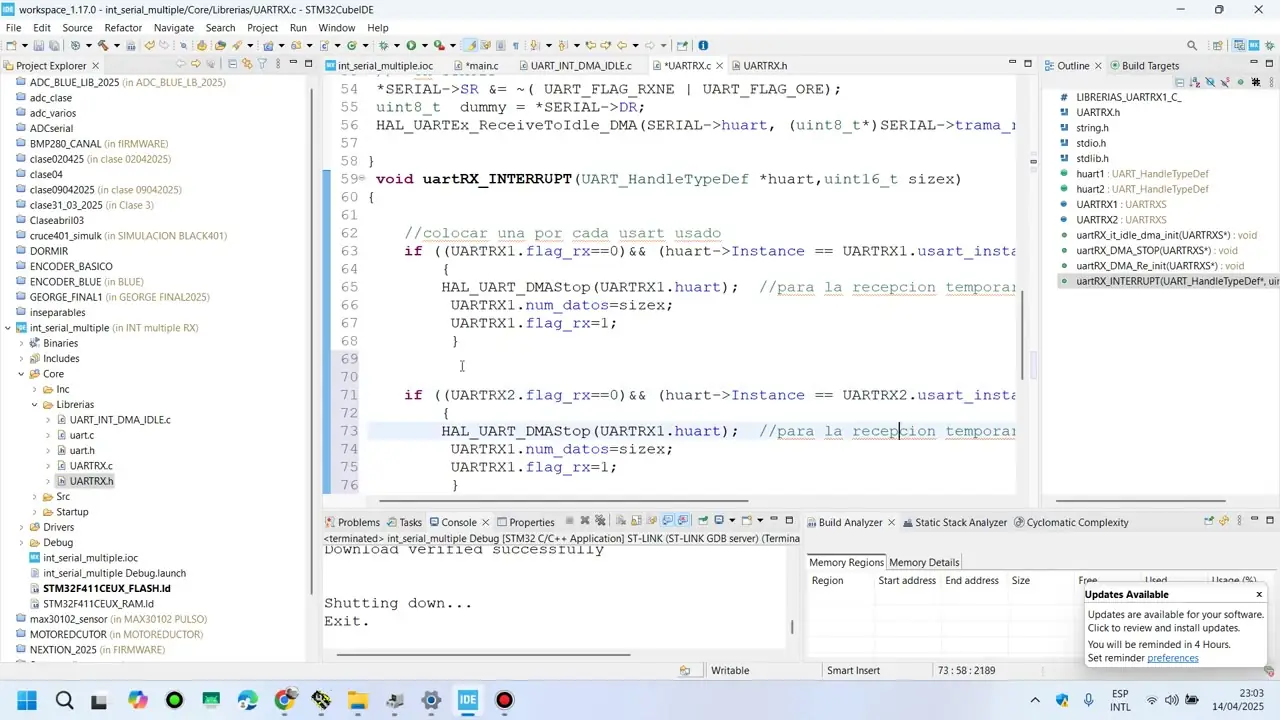 workspace_1.17.0 - int_serial_multiple/Core/Librerias/UARTRX.c - STM32CubeIDE
File Edit Source Refactor Navigate Search Project Run Window Help
Project Explorer
int_serial_multiple.ioc *main.c UART_INT_DMA_IDLE.c *UARTRX.c UARTRX.h
Outline Build Targets
ADC_BLUE_LIB_2025 (in ADC_BLUE_LIB_2025)
adc_clase
adc_varios
ADCserial
BMP280_CANAL (in fIRMWARE)
clase020425 (in clase 02042025)
clase04
clase09042025 (in clase 09042025)
clase31_03_2025 (in Clase 3)
Claseabril03
cruce401_simulk (in SIMULACION BLACK401)
DORMIR
ENCODER_BASICO
ENCODER_BLUE (in BLUE)
GEORGE_FINAL1 (in GEORGE FINAL2025)
inseparables
int_serial_multiple (in INT multiple RX)
Binaries
Includes
Core
Inc
Librerias
UART_INT_DMA_IDLE.c
uart.c
uart.h
UARTRX.c
UARTRX.h
Src
Startup
Drivers
Debug
int_serial_multiple.ioc
int_serial_multiple Debug.launch
STM32F411CEUX_FLASH.ld
STM32F411CEUX_RAM.ld
max30102_sensor (in MAX30102 PULSO)
MOTOREDCUTOR (in MOTOREDUCTOR)
NEXTION_2025 (in FIRMWARE)
54 *SERIAL->SR &= ~( UART_FLAG_RXNE | UART_FLAG_ORE);
55 uint8_t dummy = *SERIAL->DR;
56 HAL_UARTEx_ReceiveToIdle_DMA(SERIAL->huart, (uint8_t*)SERIAL->trama_r
57
58 }
59 void uartRX_INTERRUPT(UART_HandleTypeDef *huart,uint16_t sizex)
60 {
61
62 //colocar una por cada usart usado
63 if ((UARTRX1.flag_rx==0)&& (huart->Instance == UARTRX1.usart_insta
64 {
65 HAL_UART_DMAStop(UARTRX1.huart); //para la recepcion temporar
66 UARTRX1.num_datos=sizex;
67 UARTRX1.flag_rx=1;
68 }
69
70
71 if ((UARTRX2.flag_rx==0)&& (huart->Instance == UARTRX2.usart_insta
72 {
73 HAL_UART_DMAStop(UARTRX1.huart); //para la recepcion temporar
74 UARTRX1.num_datos=sizex;
75 UARTRX1.flag_rx=1;
76 }
LIBRERIAS_UARTRX1_C_
UARTRX.h
string.h
stdio.h
stdlib.h
huart1 : UART_HandleTypeDef
huart2 : UART_HandleTypeDef
UARTRX1 : UARTRXS
UARTRX2 : UARTRXS
uartRX_it_idle_dma_init(UARTRXS*) : void
uartRX_DMA_STOP(UARTRXS*) : void
uartRX_DMA_Re_init(UARTRXS*) : void
uartRX_INTERRUPT(UART_HandleTypeDef*, uin
Problems Tasks Console Properties
<terminated> int_serial_multiple Debug [STM32 C/C++ Application] ST-LINK (ST-LINK GDB server) (Termina
Download verified successfully
Shutting down...
Exit.
Build Analyzer Static Stack Analyzer Cyclomatic Complexity
Memory Regions Memory Details
Region Start address End address Size Free Used Usage (%)
Updates Available
Updates are available for your software.
Click to review and install updates.
You will be reminded in 4 Hours.
Set reminder preferences
Writable Smart Insert 73 : 58 : 2189
IDE
ESP
INTL
23:03
14/04/2025